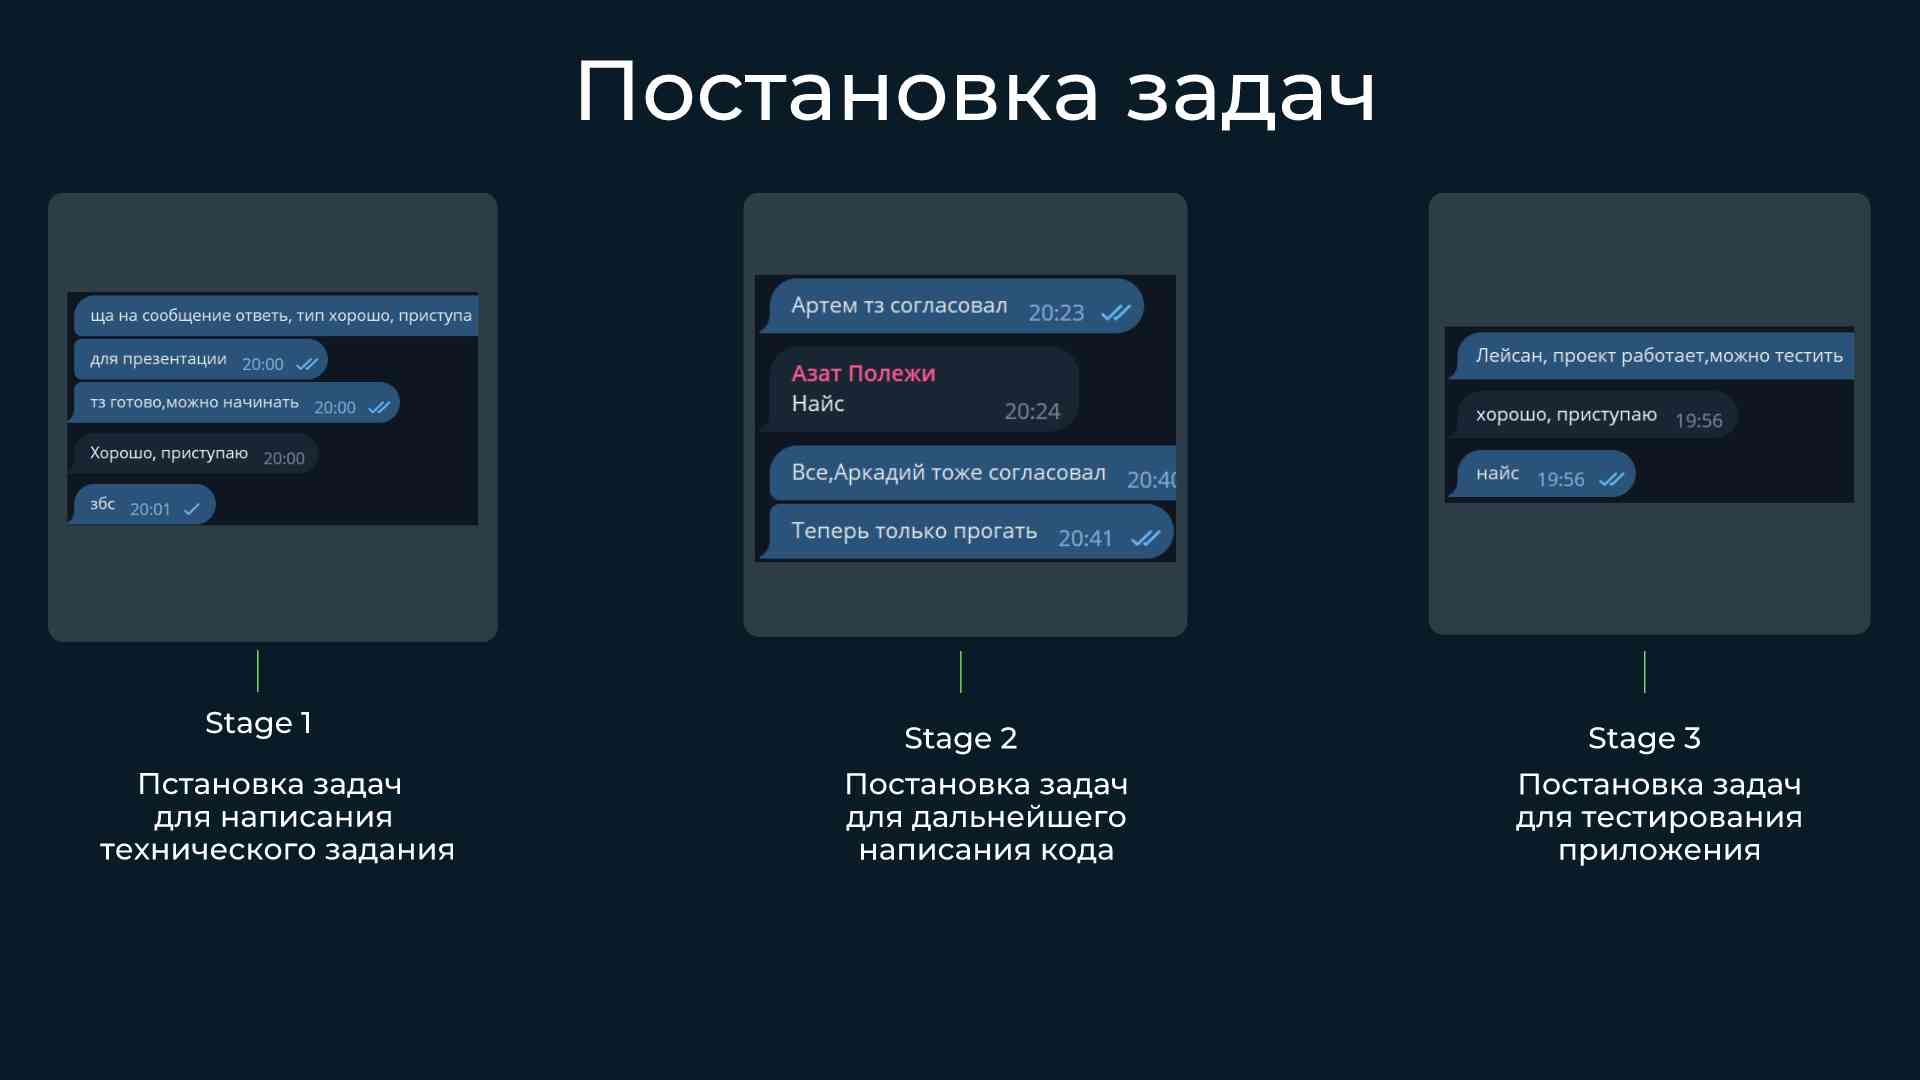 Постановка задач
ща на сообщение ответь, тип хорошо, приступа
для презентации 20:00
тз готово,можно начинать 20:00
Хорошо, приступаю 20:00
збс 20:01
Stage 1
Пстановка задач
для написания
технического задания
Артем тз согласовал 20:23
Азат Полежи
Найс 20:24
Все,Аркадий тоже согласовал 20:40
Теперь только прогать 20:41
Stage 2
Постановка задач
для дальнейшего
написания кода
Лейсан, проект работает,можно тестить
хорошо, приступаю 19:56
найс 19:56
Stage 3
Постановка задач
для тестирования
приложения